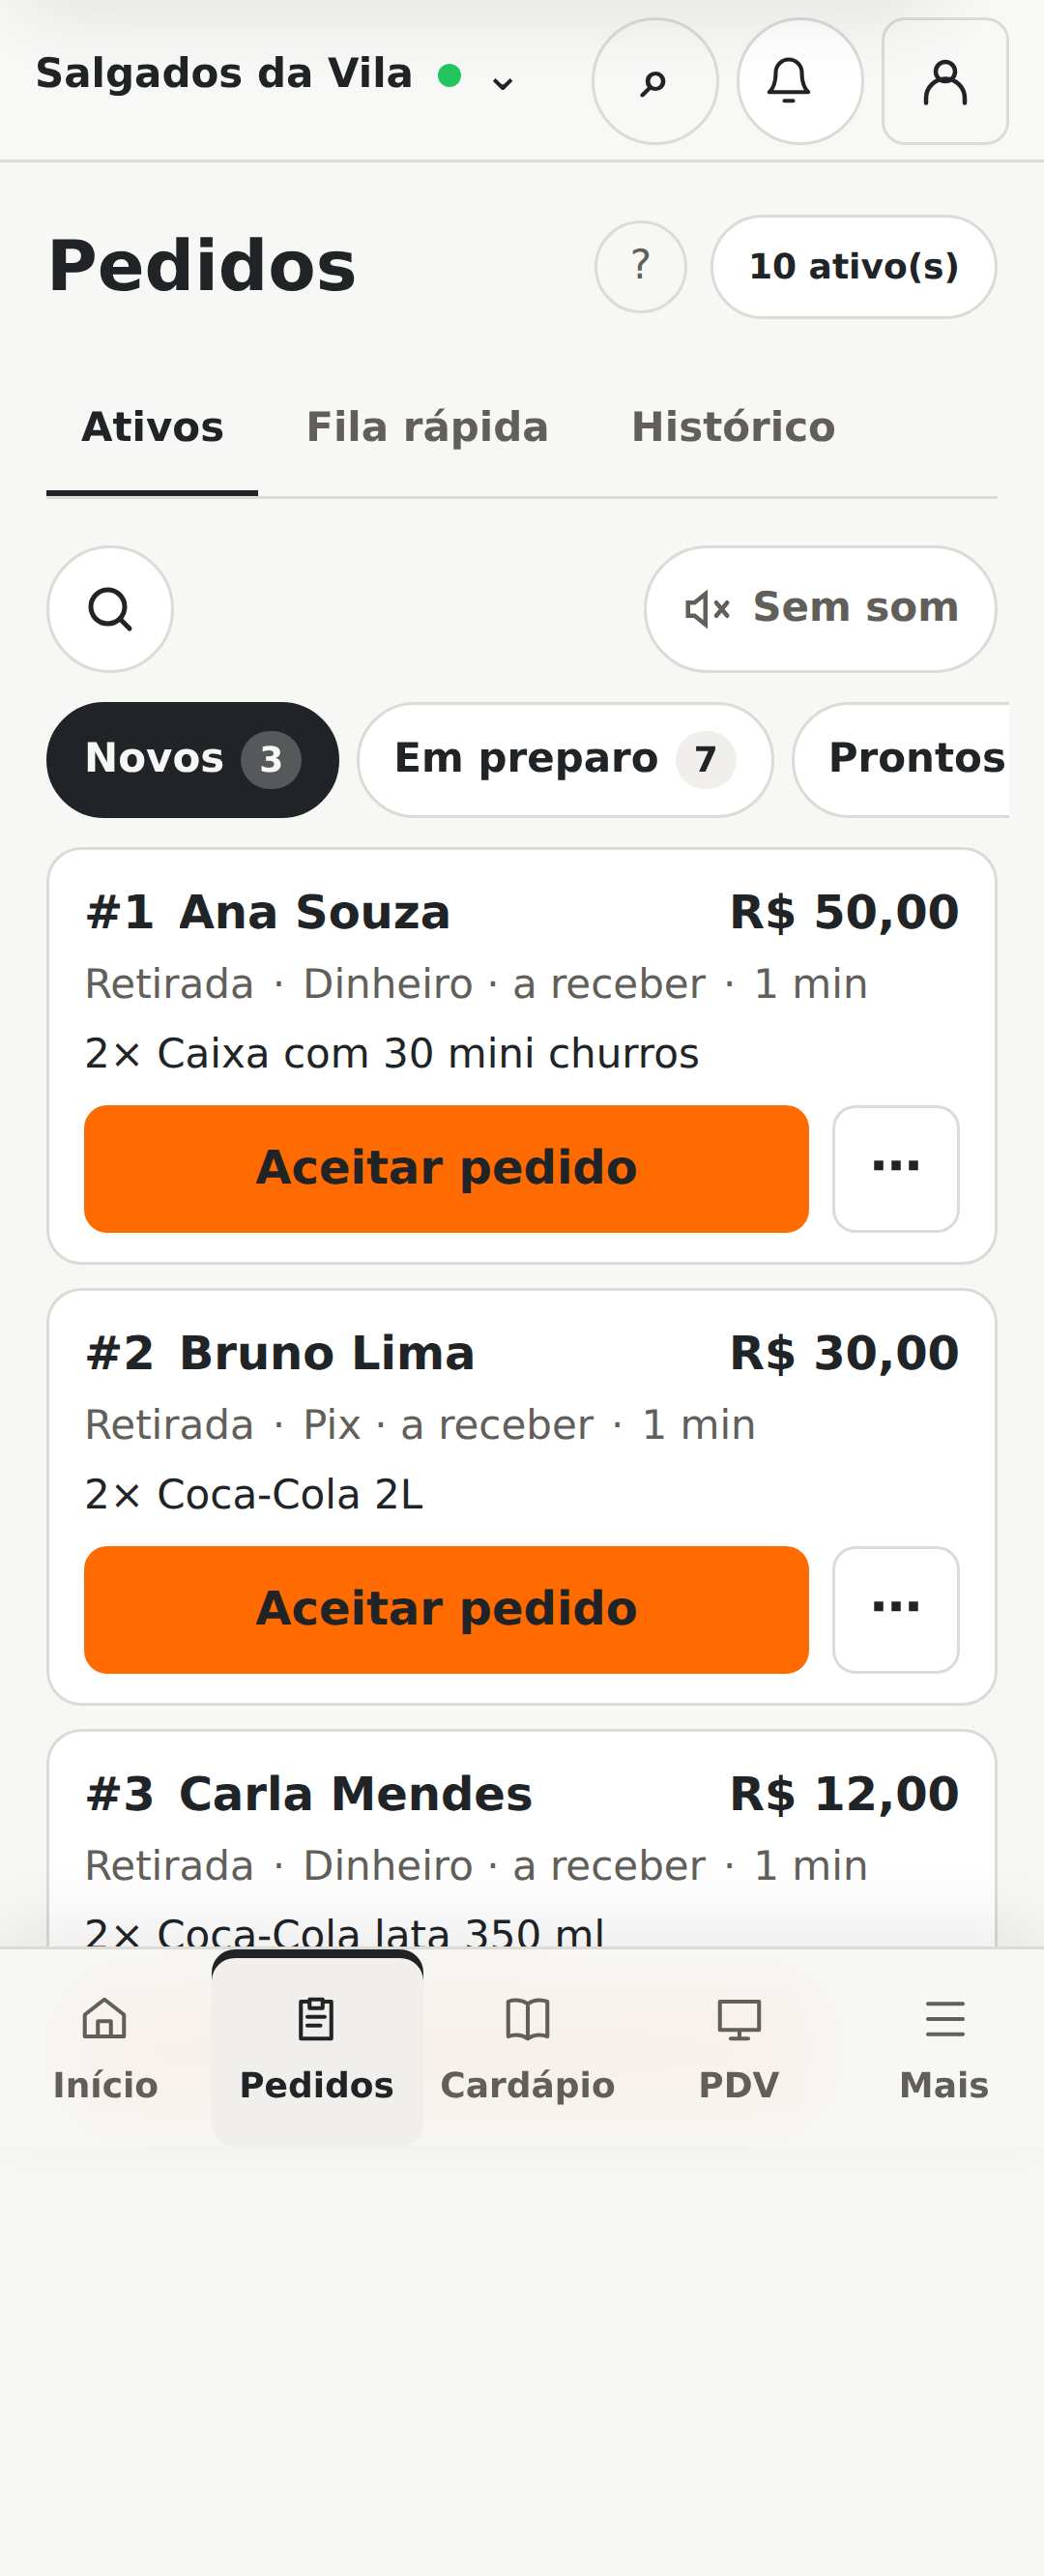 Salgados da Vila
Pedidos
?
10 ativo(s)
Ativos
Fila rápida
Histórico
Sem som
Novos 3
Em preparo 7
Prontos
#1 Ana Souza R$ 50,00
Retirada · Dinheiro · a receber · 1 min
2× Caixa com 30 mini churros
Aceitar pedido
...
#2 Bruno Lima R$ 30,00
Retirada · Pix · a receber · 1 min
2× Coca-Cola 2L
Aceitar pedido
...
#3 Carla Mendes R$ 12,00
Retirada · Dinheiro · a receber · 1 min
2× Coca-Cola lata 350 ml
Início
Pedidos
Cardápio
PDV
Mais